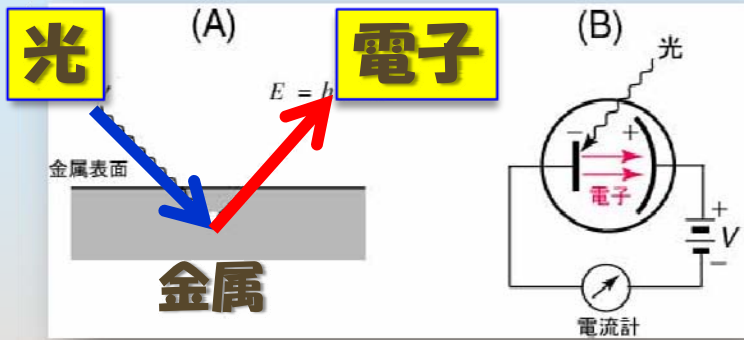 (A)
光
電子
E = h
金属表面
金属
(B)
光
− +
電子
+
V
−
電流計